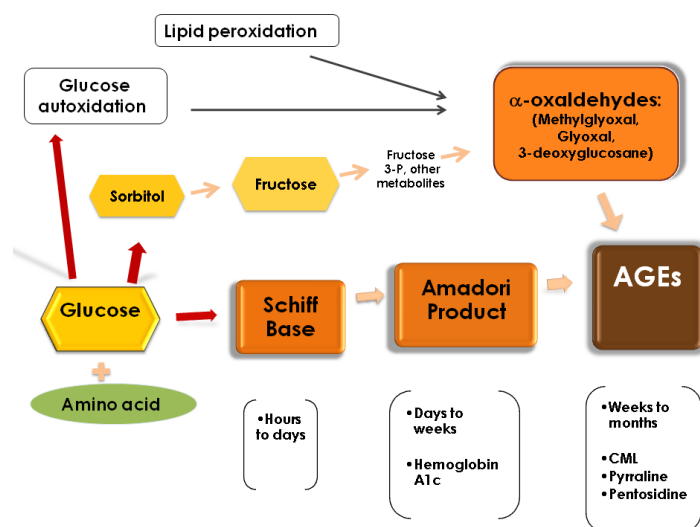 Lipid peroxidation
Glucose
autoxidation
α-oxaldehydes:
(Methylglyoxal,
Glyoxal,
3-deoxyglucosane)
Sorbitol
Fructose
Fructose
3-P, other
metabolites
Glucose
+
Amino acid
Schiff
Base
Amadori
Product
AGEs
•Hours
to days
•Days to
weeks
•Hemoglobin
A1c
•Weeks to
months
•CML
•Pyrraline
•Pentosidine